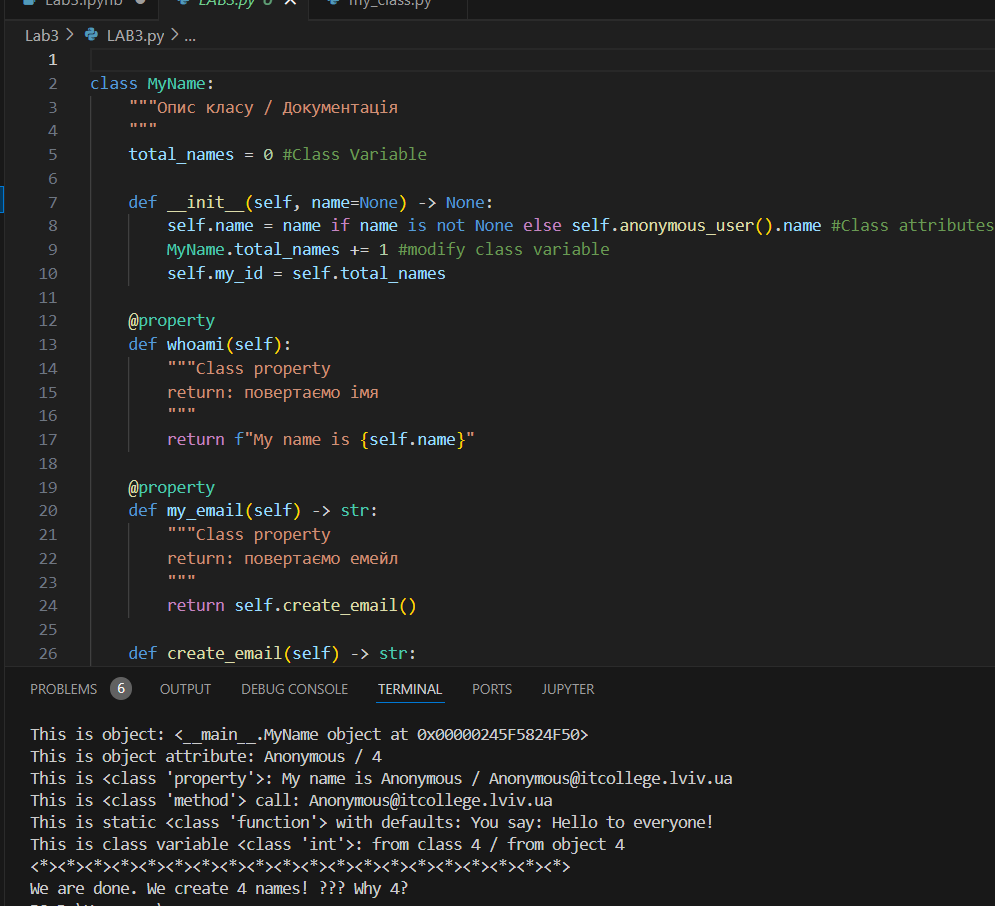 Lab3.ipynb LAB3.py 6 my_class.py
Lab3 > LAB3.py > ...
1
2 class MyName:
3 """Опис класу / Документація
4 """
5 total_names = 0 #Class Variable
6
7 def __init__(self, name=None) -> None:
8 self.name = name if name is not None else self.anonymous_user().name #Class attributes
9 MyName.total_names += 1 #modify class variable
10 self.my_id = self.total_names
11
12 @property
13 def whoami(self):
14 """Class property
15 return: повертаємо імя
16 """
17 return f"My name is {self.name}"
18
19 @property
20 def my_email(self) -> str:
21 """Class property
22 return: повертаємо емейл
23 """
24 return self.create_email()
25
26 def create_email(self) -> str:
PROBLEMS 6 OUTPUT DEBUG CONSOLE TERMINAL PORTS JUPYTER
This is object: <__main__.MyName object at 0x00000245F5824F50>
This is object attribute: Anonymous / 4
This is <class 'property'>: My name is Anonymous / Anonymous@itcollege.lviv.ua
This is <class 'method'> call: Anonymous@itcollege.lviv.ua
This is static <class 'function'> with defaults: You say: Hello to everyone!
This is class variable <class 'int'>: from class 4 / from object 4
<*><*><*><*><*><*><*><*><*><*><*><*><*><*><*><*><*><*><*><*>
We are done. We create 4 names! ??? Why 4?